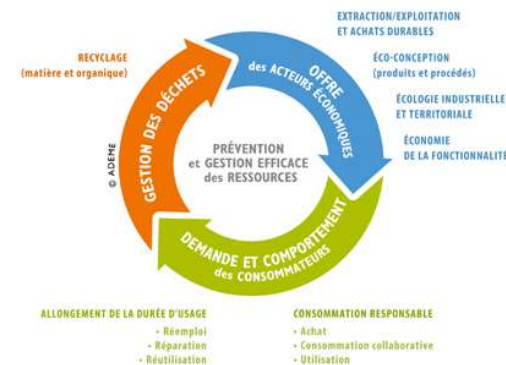 EXTRACTION/EXPLOITATION
ET ACHATS DURABLES
RECYCLAGE
(matière et organique)
ÉCO-CONCEPTION
(produits et procédés)
ÉCOLOGIE INDUSTRIELLE
ET TERRITORIALE
ÉCONOMIE
DE LA FONCTIONNALITÉ
OFFRE
des ACTEURS ÉCONOMIQUES
GESTION DES DÉCHETS
PRÉVENTION
et GESTION EFFICACE
des RESSOURCES
© ADEME
DEMANDE ET COMPORTEMENT
des CONSOMMATEURS
ALLONGEMENT DE LA DURÉE D'USAGE
• Réemploi
• Réparation
• Réutilisation
CONSOMMATION RESPONSABLE
• Achat
• Consommation collaborative
• Utilisation